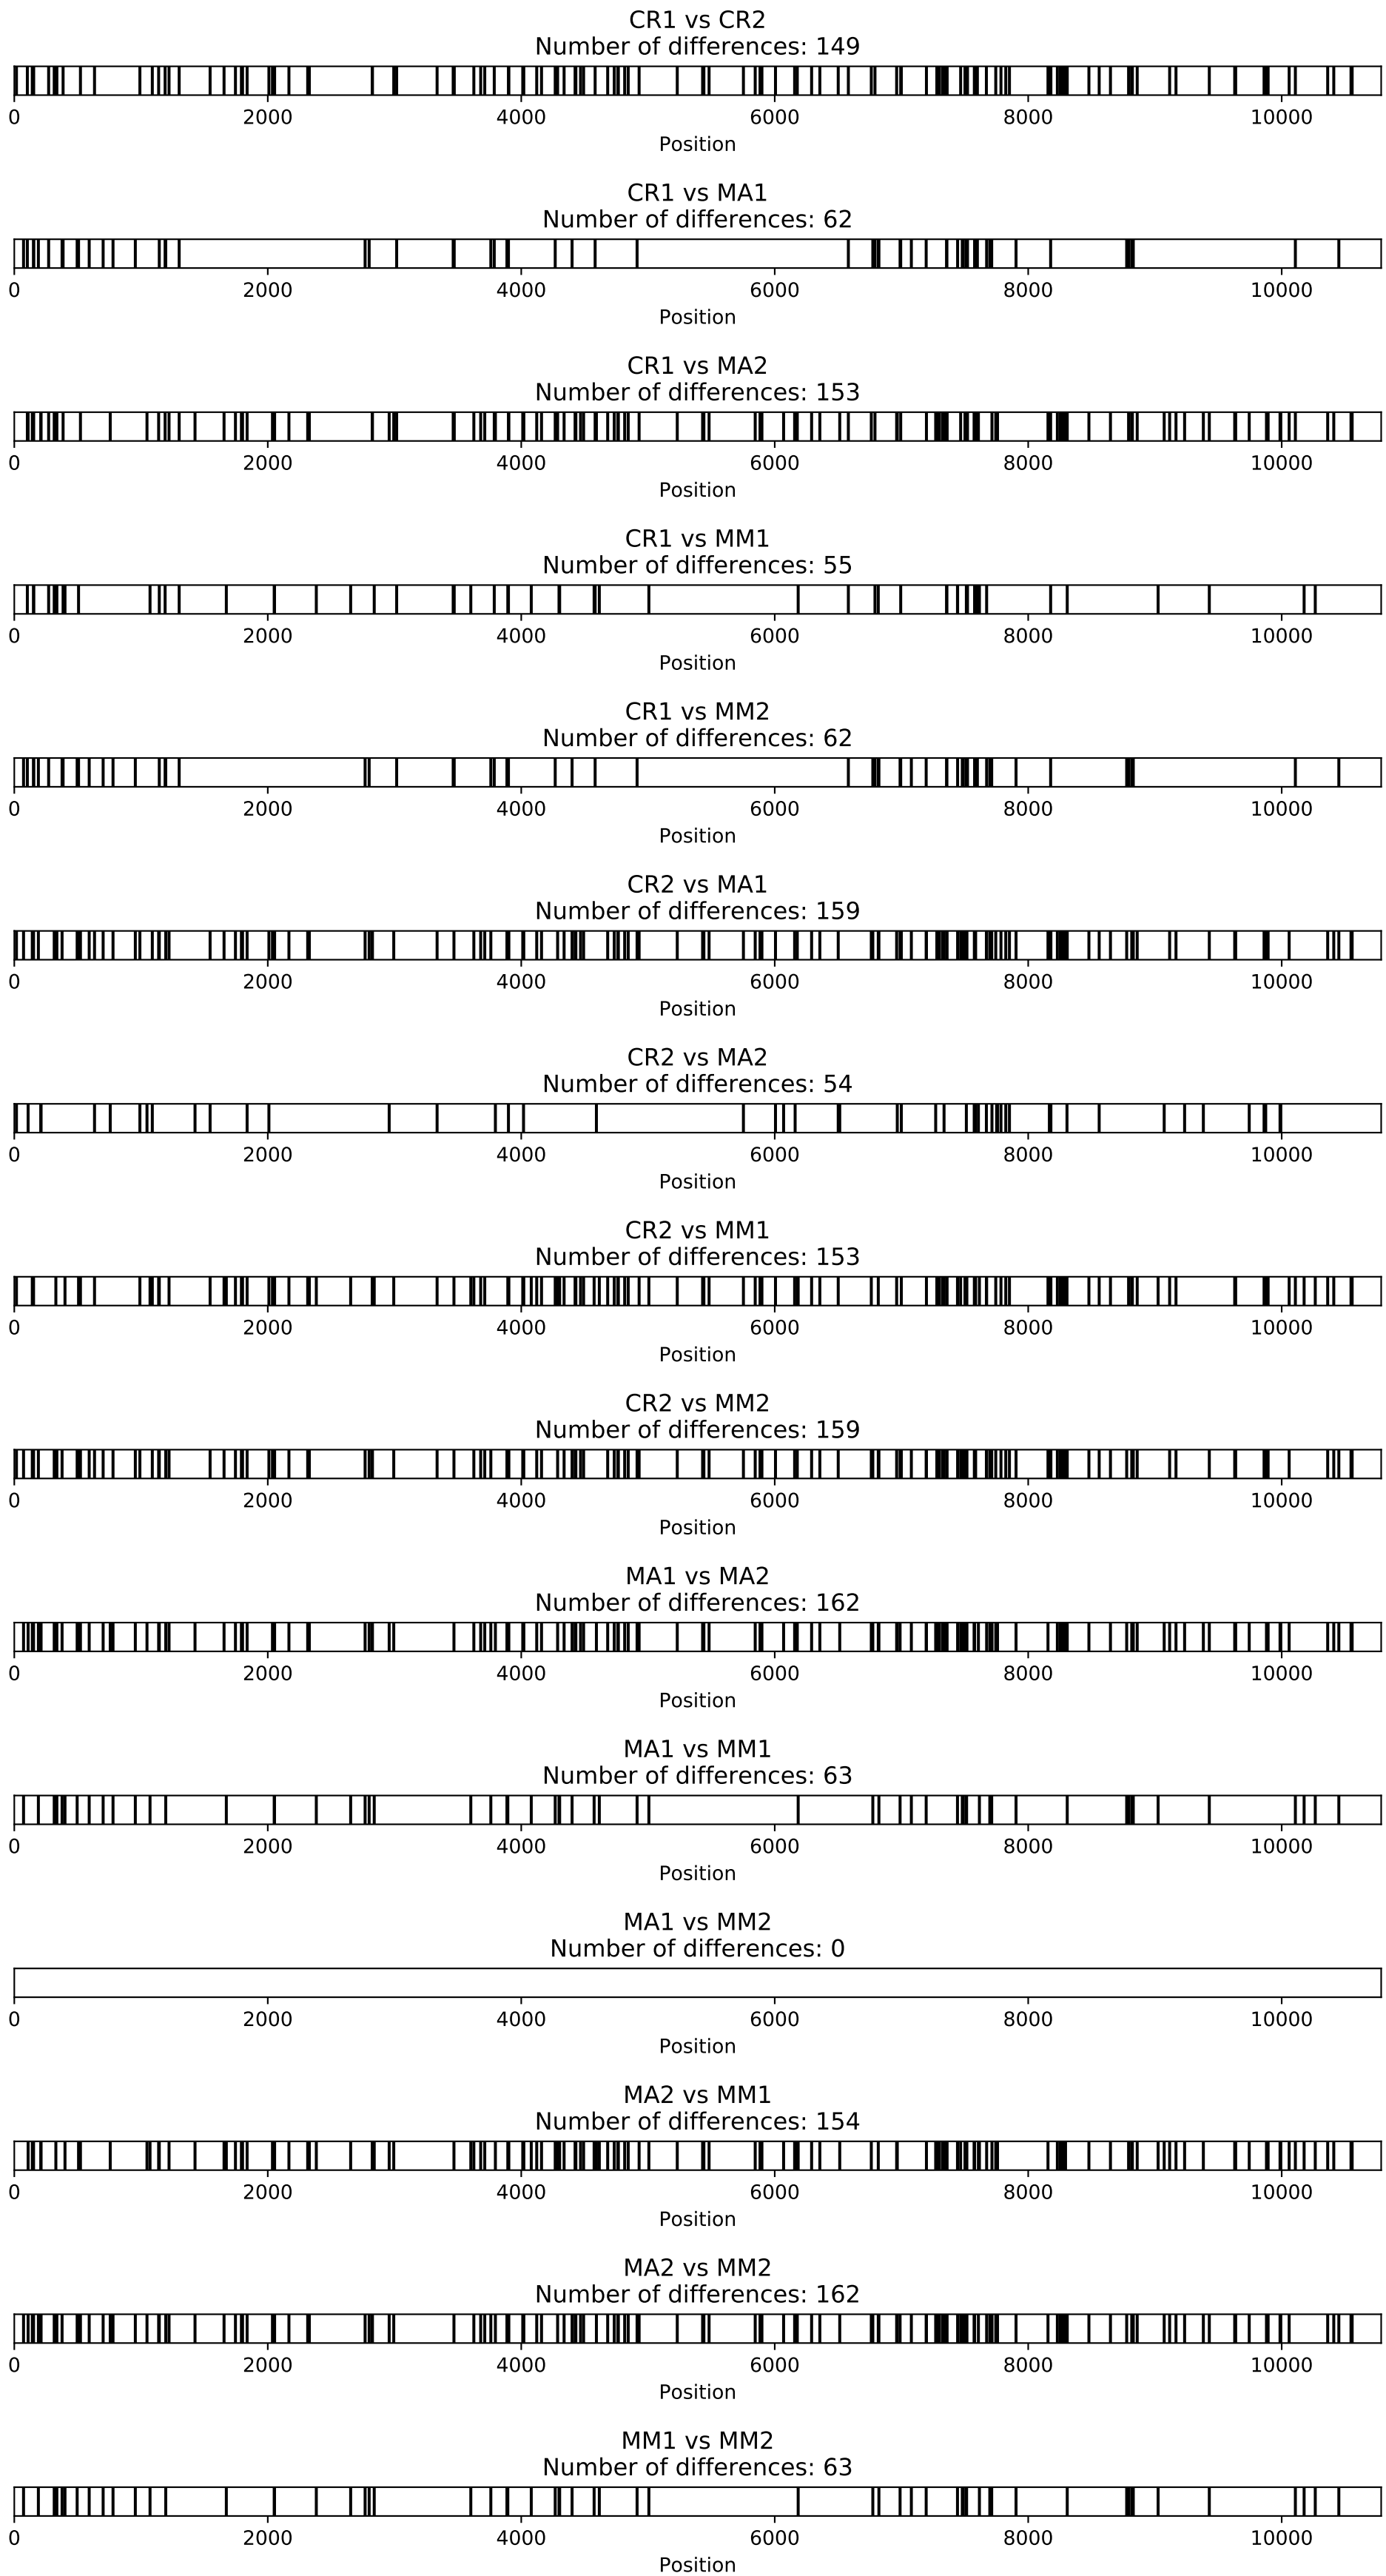 CR1 vs CR2
Number of differences: 149
0 2000 4000 6000 8000 10000
Position
CR1 vs MA1
Number of differences: 62
0 2000 4000 6000 8000 10000
Position
CR1 vs MA2
Number of differences: 153
0 2000 4000 6000 8000 10000
Position
CR1 vs MM1
Number of differences: 55
0 2000 4000 6000 8000 10000
Position
CR1 vs MM2
Number of differences: 62
0 2000 4000 6000 8000 10000
Position
CR2 vs MA1
Number of differences: 159
0 2000 4000 6000 8000 10000
Position
CR2 vs MA2
Number of differences: 54
0 2000 4000 6000 8000 10000
Position
CR2 vs MM1
Number of differences: 153
0 2000 4000 6000 8000 10000
Position
CR2 vs MM2
Number of differences: 159
0 2000 4000 6000 8000 10000
Position
MA1 vs MA2
Number of differences: 162
0 2000 4000 6000 8000 10000
Position
MA1 vs MM1
Number of differences: 63
0 2000 4000 6000 8000 10000
Position
MA1 vs MM2
Number of differences: 0
0 2000 4000 6000 8000 10000
Position
MA2 vs MM1
Number of differences: 154
0 2000 4000 6000 8000 10000
Position
MA2 vs MM2
Number of differences: 162
0 2000 4000 6000 8000 10000
Position
MM1 vs MM2
Number of differences: 63
0 2000 4000 6000 8000 10000
Position